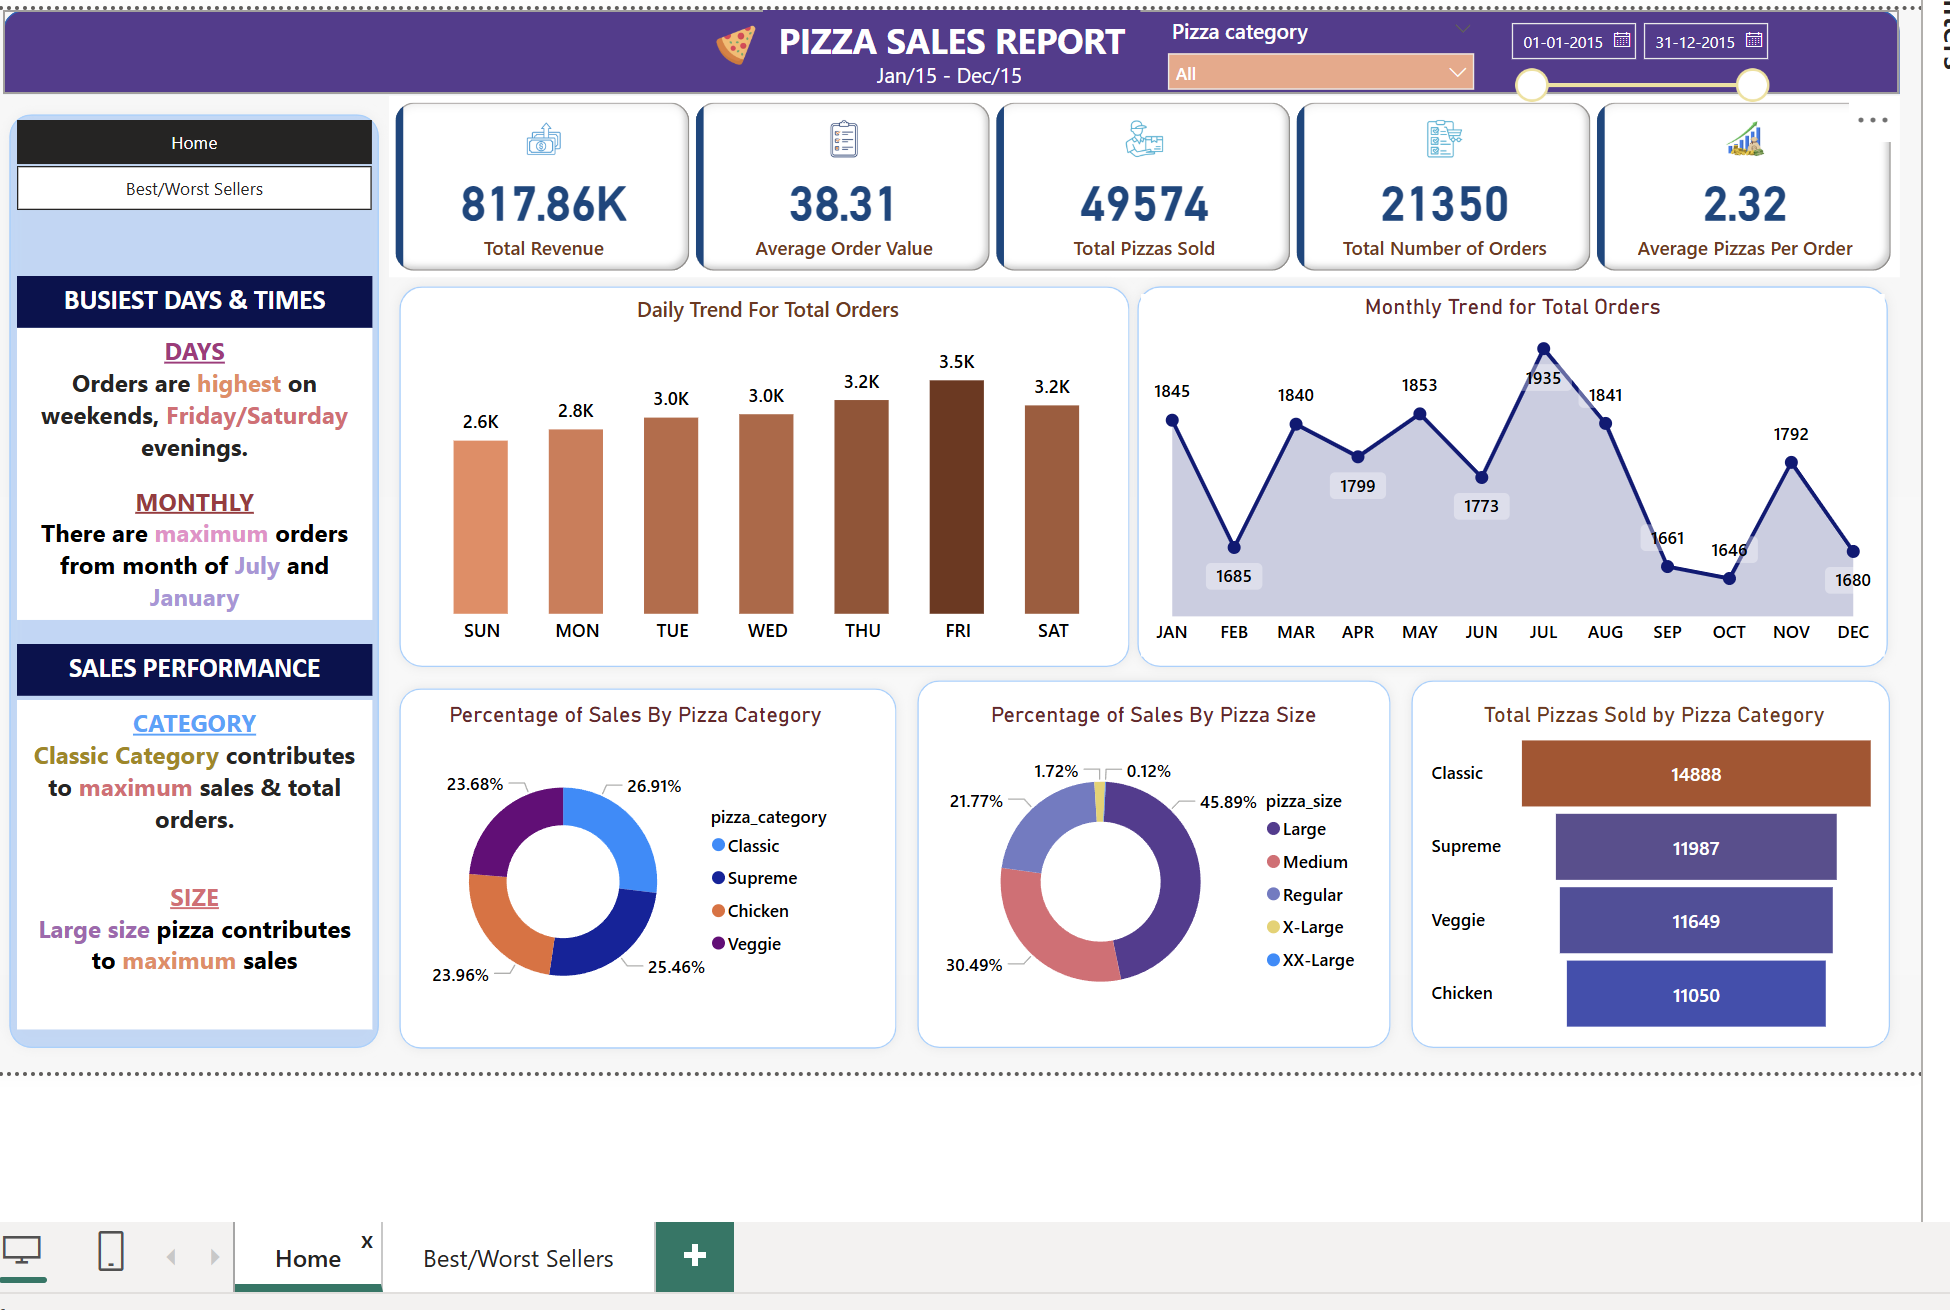 PIZZA SALES REPORT
Jan/15 - Dec/15
Pizza category
All
01-01-2015
31-12-2015
Home
Best/Worst Sellers
817.86K
Total Revenue
38.31
Average Order Value
49574
Total Pizzas Sold
21350
Total Number of Orders
2.32
Average Pizzas Per Order
BUSIEST DAYS & TIMES
DAYS
Orders are highest on
weekends, Friday/Saturday
evenings.
MONTHLY
There are maximum orders
from month of July and
January
SALES PERFORMANCE
CATEGORY
Classic Category contributes
to maximum sales & total
orders.
SIZE
Large size pizza contributes
to maximum sales
Daily Trend For Total Orders
2.6K
2.8K
3.0K
3.0K
3.2K
3.5K
3.2K
SUN MON TUE WED THU FRI SAT
Monthly Trend for Total Orders
1845
1685
1840
1799
1853
1773
1935
1841
1661
1646
1792
1680
JAN FEB MAR APR MAY JUN JUL AUG SEP OCT NOV DEC
Percentage of Sales By Pizza Category
23.68%
26.91%
23.96%
25.46%
pizza_category
Classic
Supreme
Chicken
Veggie
Percentage of Sales By Pizza Size
1.72%
0.12%
21.77%
45.89%
30.49%
pizza_size
Large
Medium
Regular
X-Large
XX-Large
Total Pizzas Sold by Pizza Category
Classic 14888
Supreme 11987
Veggie 11649
Chicken 11050
Home X
Best/Worst Sellers
+